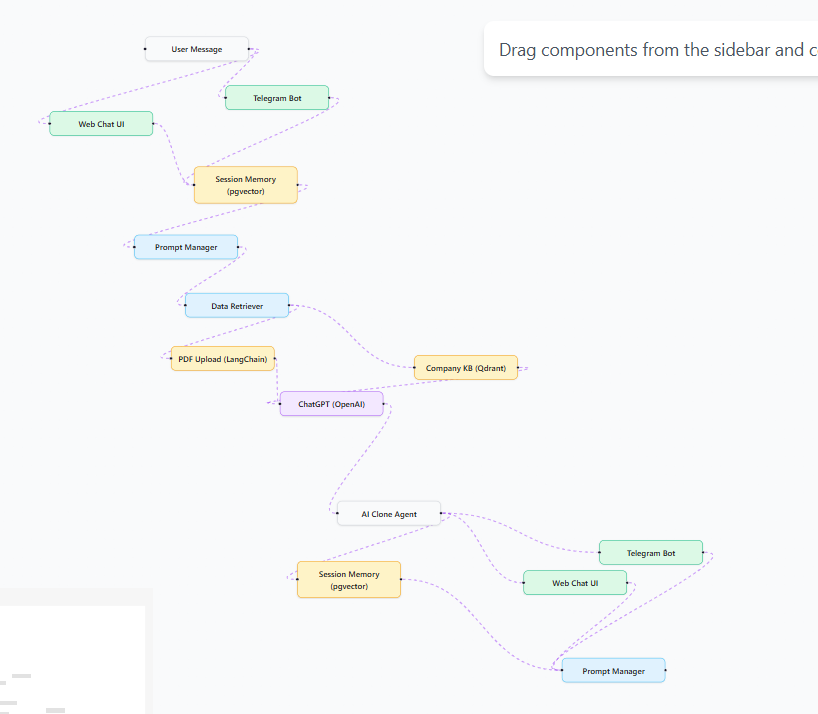 User Message
Drag components from the sidebar and
Telegram Bot
Web Chat UI
Session Memory
(pgvector)
Prompt Manager
Data Retriever
PDF Upload (LangChain)
Company KB (Qdrant)
ChatGPT (OpenAI)
AI Clone Agent
Telegram Bot
Session Memory
(pgvector)
Web Chat UI
Prompt Manager